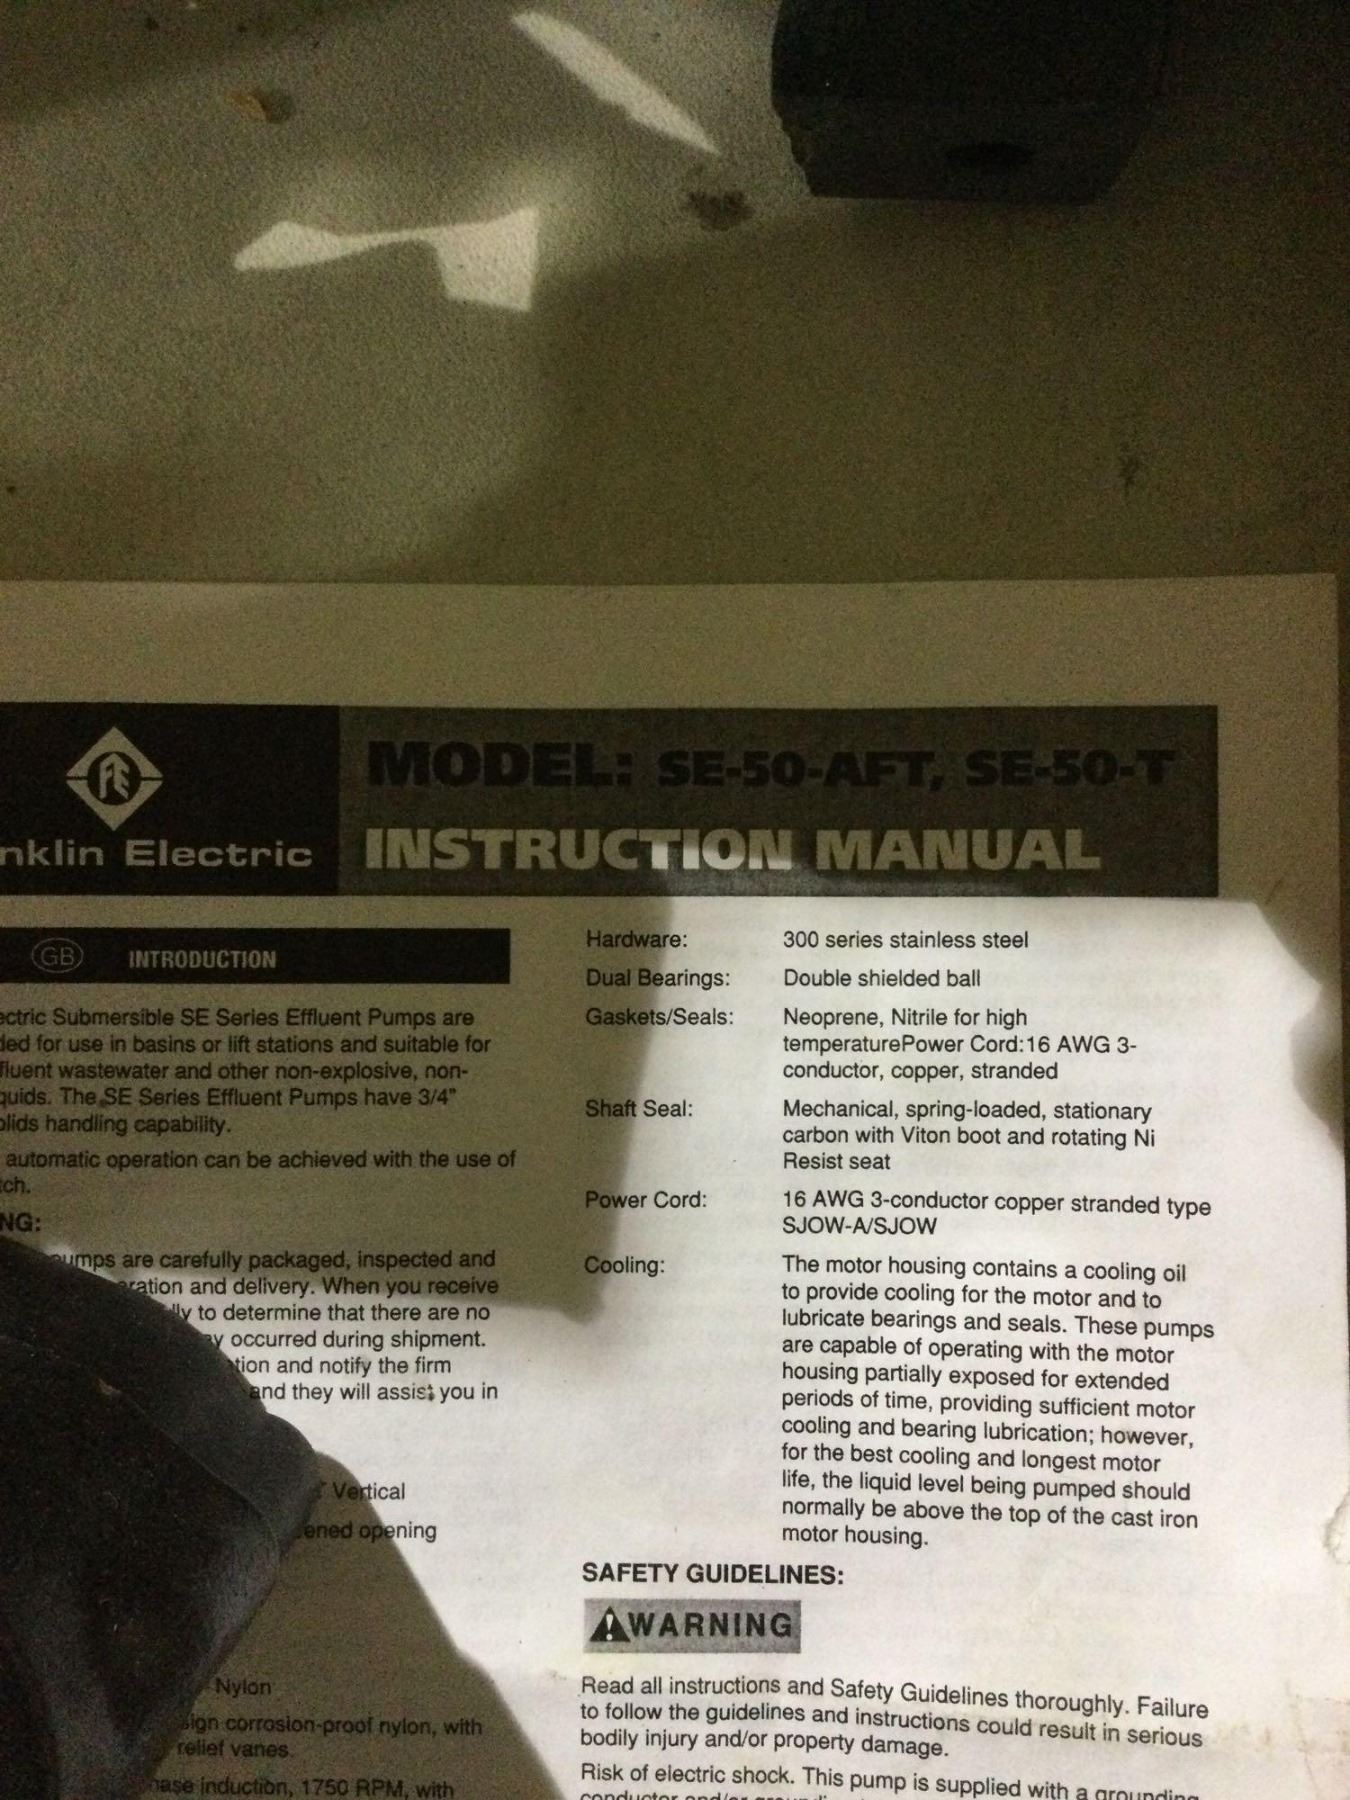 FE
nklin Electric
MODEL: SE-50-AFT, SE-50-T
INSTRUCTION MANUAL
GB INTRODUCTION
ectric Submersible SE Series Effluent Pumps are
ded for use in basins or lift stations and suitable for
fluent wastewater and other non-explosive, non-
quids. The SE Series Effluent Pumps have 3/4"
olids handling capability.
automatic operation can be achieved with the use of
tch.
NG:
umps are carefully packaged, inspected and
eration and delivery. When you receive
lly to determine that there are no
ay occurred during shipment.
tion and notify the firm
and they will assist you in
Vertical
ened opening
Nylon
sign corrosion-proof nylon, with
relief vanes.
hase induction, 1750 RPM, with
Hardware: 300 series stainless steel
Dual Bearings: Double shielded ball
Gaskets/Seals: Neoprene, Nitrile for high
temperaturePower Cord:16 AWG 3-
conductor, copper, stranded
Shaft Seal: Mechanical, spring-loaded, stationary
carbon with Viton boot and rotating Ni
Resist seat
Power Cord: 16 AWG 3-conductor copper stranded type
SJOW-A/SJOW
Cooling: The motor housing contains a cooling oil
to provide cooling for the motor and to
lubricate bearings and seals. These pumps
are capable of operating with the motor
housing partially exposed for extended
periods of time, providing sufficient motor
cooling and bearing lubrication; however,
for the best cooling and longest motor
life, the liquid level being pumped should
normally be above the top of the cast iron
motor housing.
SAFETY GUIDELINES:
WARNING
Read all instructions and Safety Guidelines thoroughly. Failure
to follow the guidelines and instructions could result in serious
bodily injury and/or property damage.
Risk of electric shock. This pump is supplied with a grounding
conductor and/or